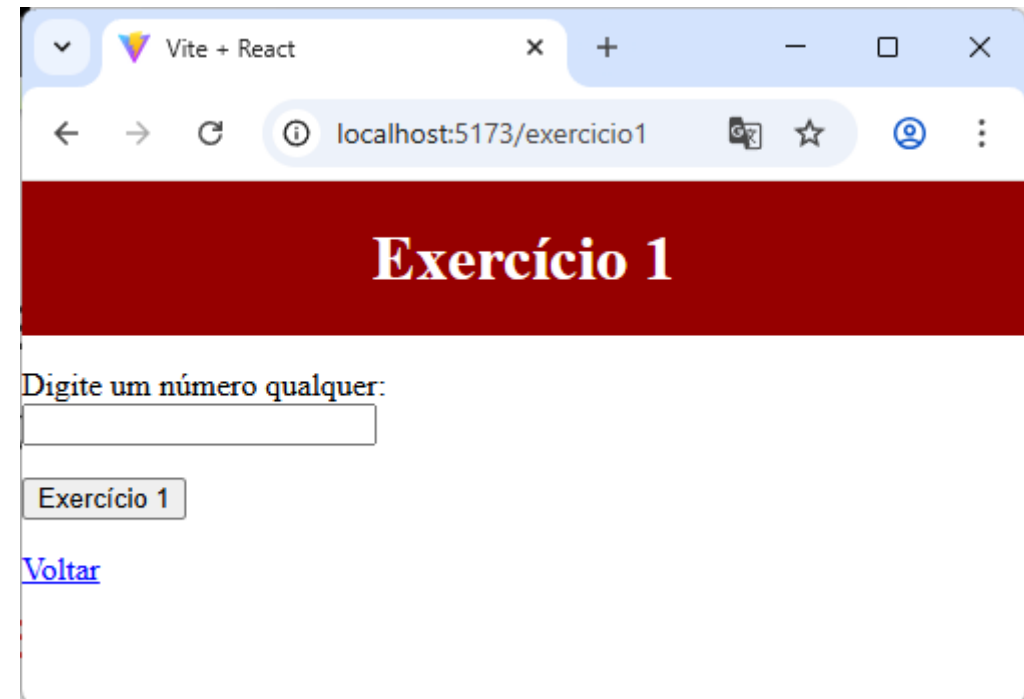 Vite + React
localhost:5173/exercicio1
Exercício 1
Digite um número qualquer:
Exercício 1
Voltar